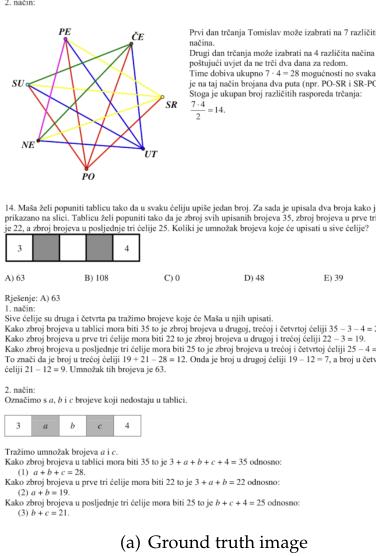 2. način:
PE
ČE
SU
SR
NE
UT
PO
Prvi dan trčanja Tomislav može izabrati na 7 različit
načina.
Drugi dan trčanja može izabrati na 4 različita načina
poštujući uvjet da ne trči dva dana za redom.
Time dobiva ukupno 7 · 4 = 28 mogućnosti no svaka
je na taj način brojana dva puta (npr. PO-SR i SR-PO
Stoga je ukupan broj različitih rasporeda trčanja:
7·4
2
=14.
14. Maša želi popuniti tablicu tako da u svaku ćeliju upiše jedan broj. Za sada je upisala dva broja kako j
prikazano na slici. Tablicu želi popuniti tako da je zbroj svih upisanih brojeva 35, zbroj brojeva u prve tri
je 22, a zbroj brojeva u posljednje tri ćelije 25. Koliki je umnožak brojeva koje će upisati u sive ćelije?
3 4
A) 63 B) 108 C) 0 D) 48 E) 39
Rješenje: A) 63
1. način:
Sive ćelije su druga i četvrta pa tražimo brojeve koje će Maša u njih upisati.
Kako zbroj brojeva u tablici mora biti 35 to je zbroj brojeva u drugoj, trećoj i četvrtoj ćeliji 35 – 3 – 4 =
Kako zbroj brojeva u prve tri ćelije mora biti 22 to je zbroj brojeva u drugoj i trećoj ćeliji 22 – 3 = 19.
Kako zbroj brojeva u posljednje tri ćelije mora biti 25 to je zbroj brojeva u trećoj i četvrtoj ćeliji 25 – 4 =
To znači da je broj u trećoj ćeliji 19 + 21 – 28 = 12. Onda je broj u drugoj ćeliji 19 – 12 = 7, a broj u četv
ćeliji 21 – 12 = 9. Umnožak tih brojeva je 63.
2. način:
Označimo s a, b i c brojeve koji nedostaju u tablici.
3 a b c 4
Tražimo umnožak brojeva a i c.
Kako zbroj brojeva u tablici mora biti 35 to je 3 + a + b + c + 4 = 35 odnosno:
(1) a + b + c = 28.
Kako zbroj brojeva u prve tri ćelije mora biti 22 to je 3 + a + b = 22 odnosno:
(2) a + b = 19.
Kako zbroj brojeva u posljednje tri ćelije mora biti 25 to je b + c + 4 = 25 odnosno:
(3) b + c = 21.
(a) Ground truth image